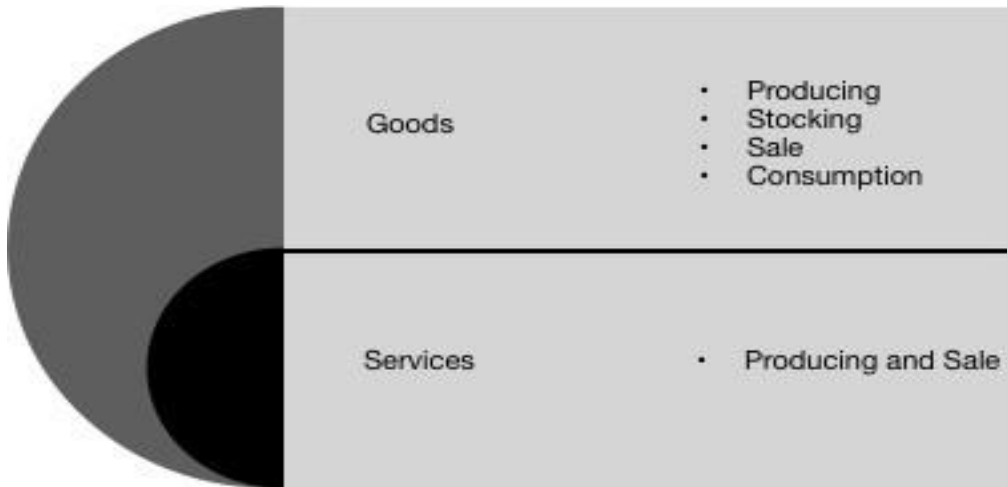 Goods
• Producing
• Stocking
• Sale
• Consumption
Services
• Producing and Sale